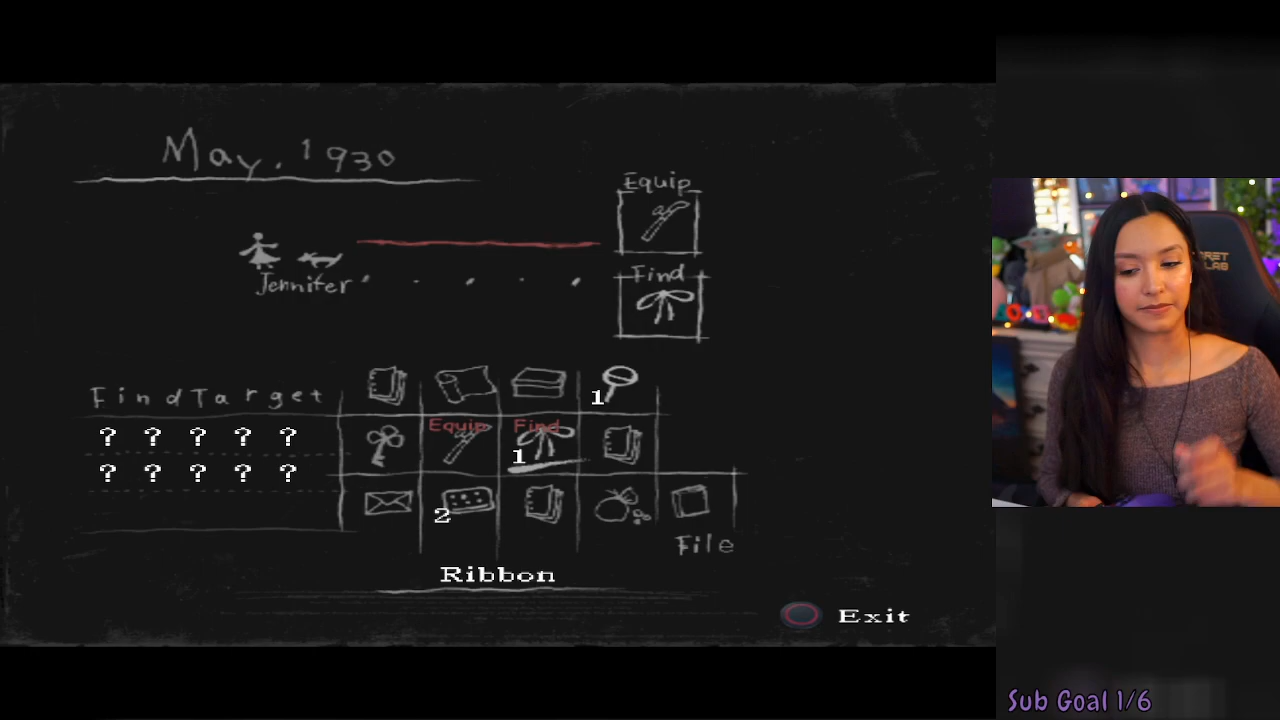 May. 1930
Equip
Find
Jennifer
FindTarget
1
? ? ? ? ?
Equip
Find
1
? ? ? ? ?
2
File
Ribbon
Exit
Sub Goal 1/6